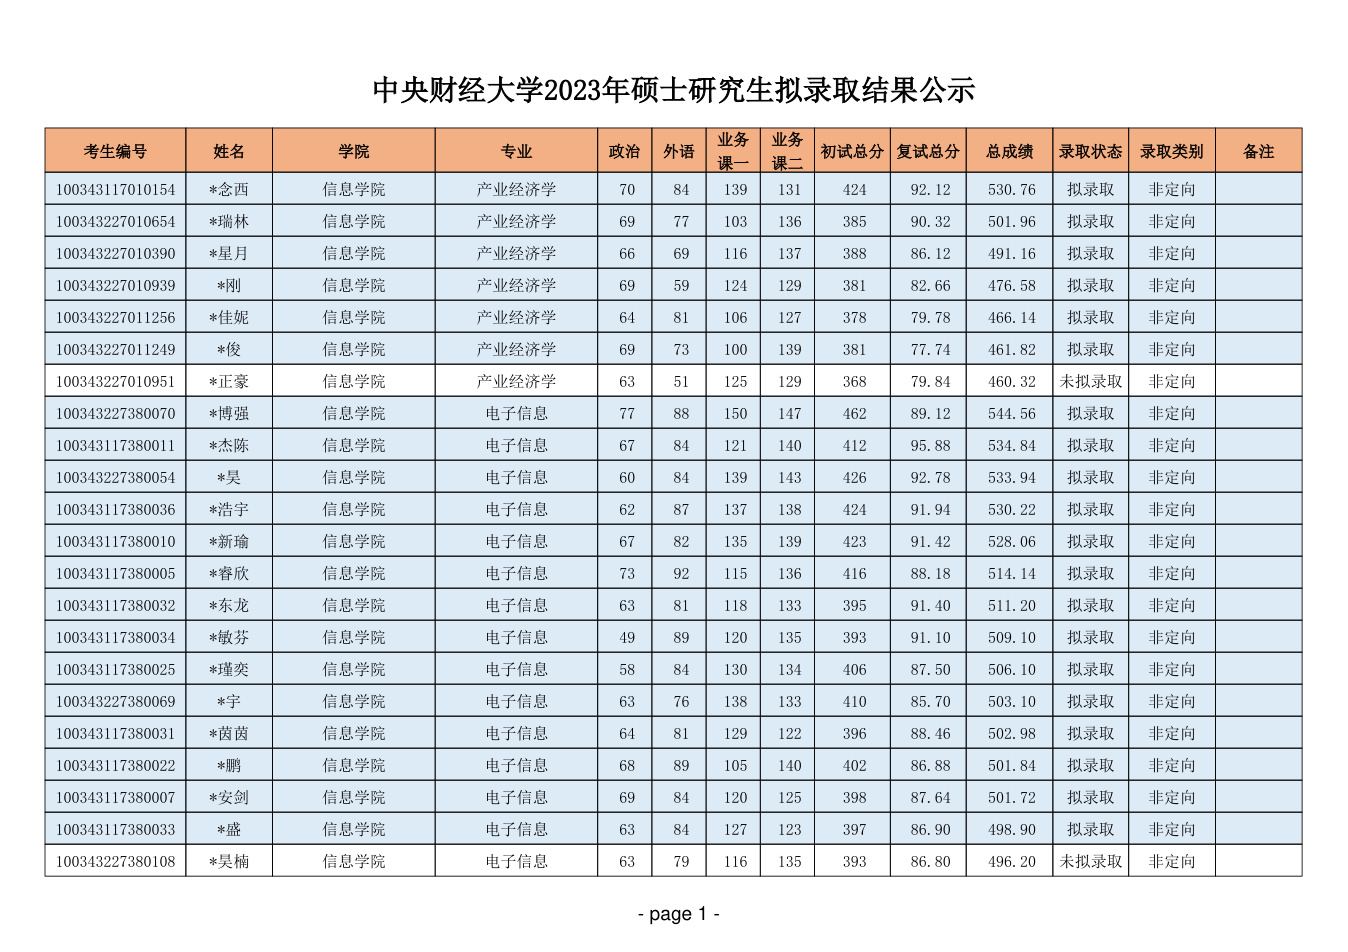 中央财经大学2023年硕士研究生拟录取结果公示
考生编号 姓名 学院 专业 政治 外语 业务课一 业务课二 初试总分 复试总分 总成绩 录取状态 录取类别 备注
100343117010154 *念西 信息学院 产业经济学 70 84 139 131 424 92.12 530.76 拟录取 非定向
100343227010654 *瑞林 信息学院 产业经济学 69 77 103 136 385 90.32 501.96 拟录取 非定向
100343227010390 *星月 信息学院 产业经济学 66 69 116 137 388 86.12 491.16 拟录取 非定向
100343227010939 *刚 信息学院 产业经济学 69 59 124 129 381 82.66 476.58 拟录取 非定向
100343227011256 *佳妮 信息学院 产业经济学 64 81 106 127 378 79.78 466.14 拟录取 非定向
100343227011249 *俊 信息学院 产业经济学 69 73 100 139 381 77.74 461.82 拟录取 非定向
100343227010951 *正豪 信息学院 产业经济学 63 51 125 129 368 79.84 460.32 未拟录取 非定向
100343227380070 *博强 信息学院 电子信息 77 88 150 147 462 89.12 544.56 拟录取 非定向
100343117380011 *杰陈 信息学院 电子信息 67 84 121 140 412 95.88 534.84 拟录取 非定向
100343227380054 *昊 信息学院 电子信息 60 84 139 143 426 92.78 533.94 拟录取 非定向
100343117380036 *浩宇 信息学院 电子信息 62 87 137 138 424 91.94 530.22 拟录取 非定向
100343117380010 *新瑜 信息学院 电子信息 67 82 135 139 423 91.42 528.06 拟录取 非定向
100343117380005 *睿欣 信息学院 电子信息 73 92 115 136 416 88.18 514.14 拟录取 非定向
100343117380032 *东龙 信息学院 电子信息 63 81 118 133 395 91.40 511.20 拟录取 非定向
100343117380034 *敏芬 信息学院 电子信息 49 89 120 135 393 91.10 509.10 拟录取 非定向
100343117380025 *瑾奕 信息学院 电子信息 58 84 130 134 406 87.50 506.10 拟录取 非定向
100343227380069 *宇 信息学院 电子信息 63 76 138 133 410 85.70 503.10 拟录取 非定向
100343117380031 *茵茵 信息学院 电子信息 64 81 129 122 396 88.46 502.98 拟录取 非定向
100343117380022 *鹏 信息学院 电子信息 68 89 105 140 402 86.88 501.84 拟录取 非定向
100343117380007 *安剑 信息学院 电子信息 69 84 120 125 398 87.64 501.72 拟录取 非定向
100343117380033 *盛 信息学院 电子信息 63 84 127 123 397 86.90 498.90 拟录取 非定向
100343227380108 *昊楠 信息学院 电子信息 63 79 116 135 393 86.80 496.20 未拟录取 非定向
- page 1 -